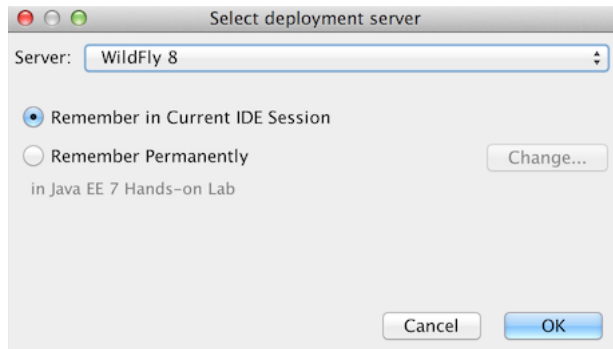 Select deployment server
Server: WildFly 8
Remember in Current IDE Session
Remember Permanently Change...
in Java EE 7 Hands-on Lab
Cancel OK